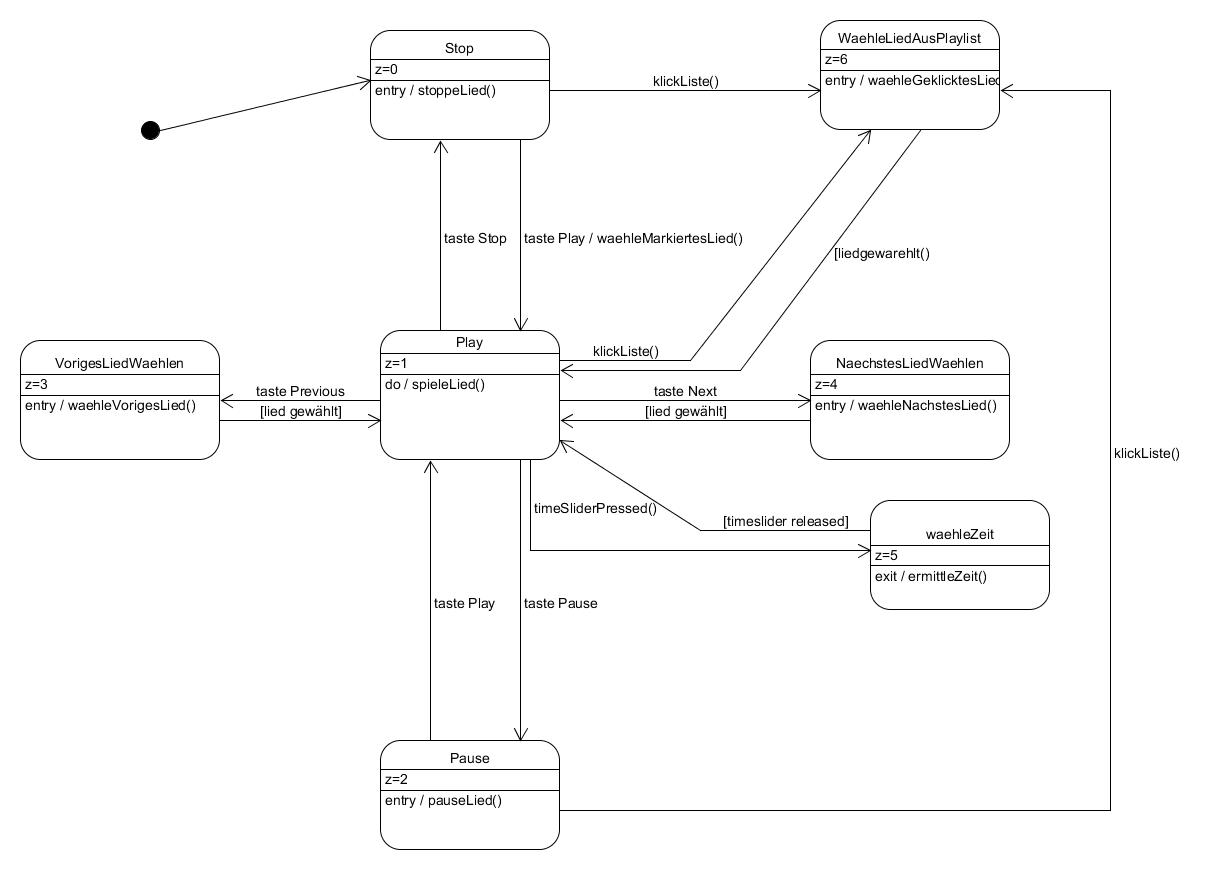 Stop
z=0
entry / stoppeLied()
WaehleLiedAusPlaylist
z=6
entry / waehleGeklicktesLied
klickListe()
taste Stop
taste Play / waehleMarkiertesLied()
[liedgewarehlt()
VorigesLiedWaehlen
z=3
entry / waehleVorigesLied()
Play
z=1
do / spieleLied()
klickListe()
NaechstesLiedWaehlen
z=4
entry / waehleNachstesLied()
taste Previous
[lied gewählt]
taste Next
[lied gewählt]
klickListe()
timeSliderPressed()
[timeslider released]
waehleZeit
z=5
exit / ermittleZeit()
taste Play
taste Pause
Pause
z=2
entry / pauseLied()